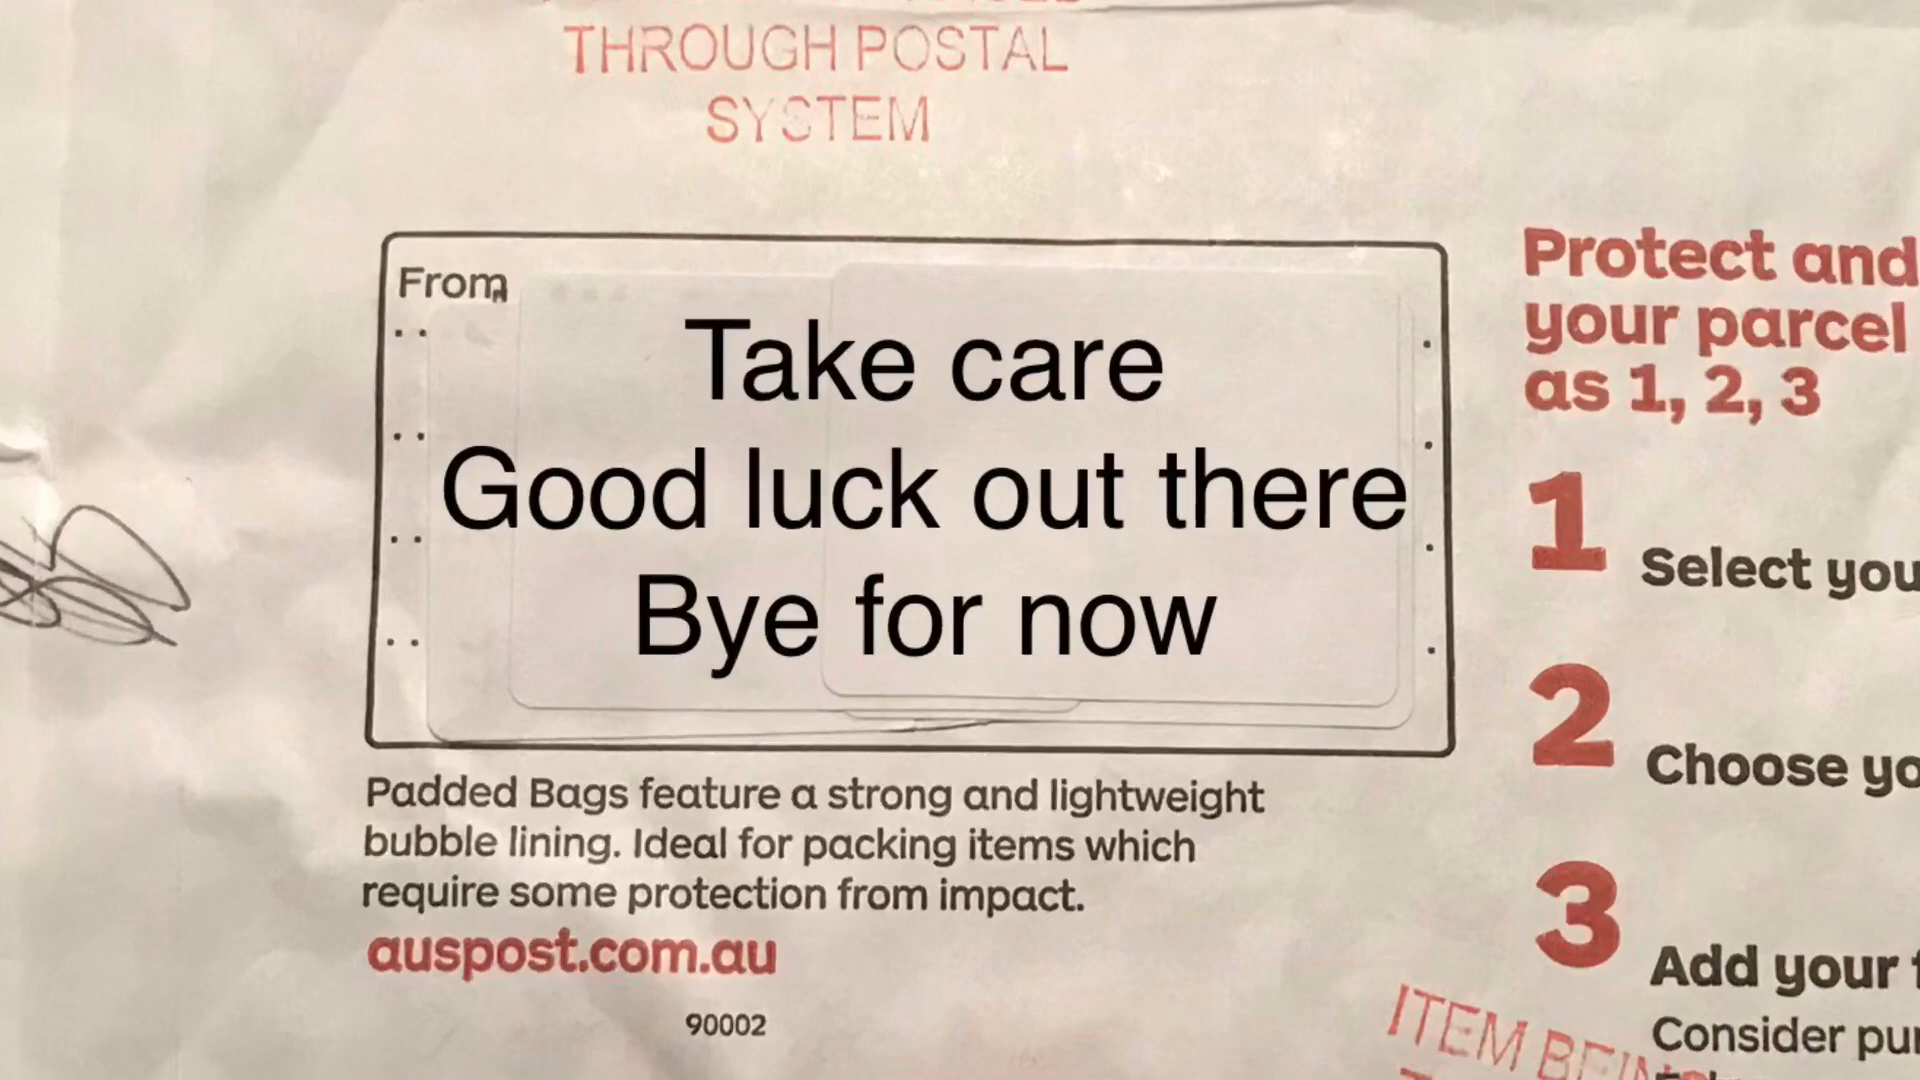 THROUGH POSTAL
SYSTEM
From
Take care
Good luck out there
Bye for now
Padded Bags feature a strong and lightweight
bubble lining. Ideal for packing items which
require some protection from impact.
auspost.com.au
90002
Protect and
your parcel
as 1, 2, 3
1
Select you
2
Choose yo
3
Add your f
Consider pur
ITEM BEIN